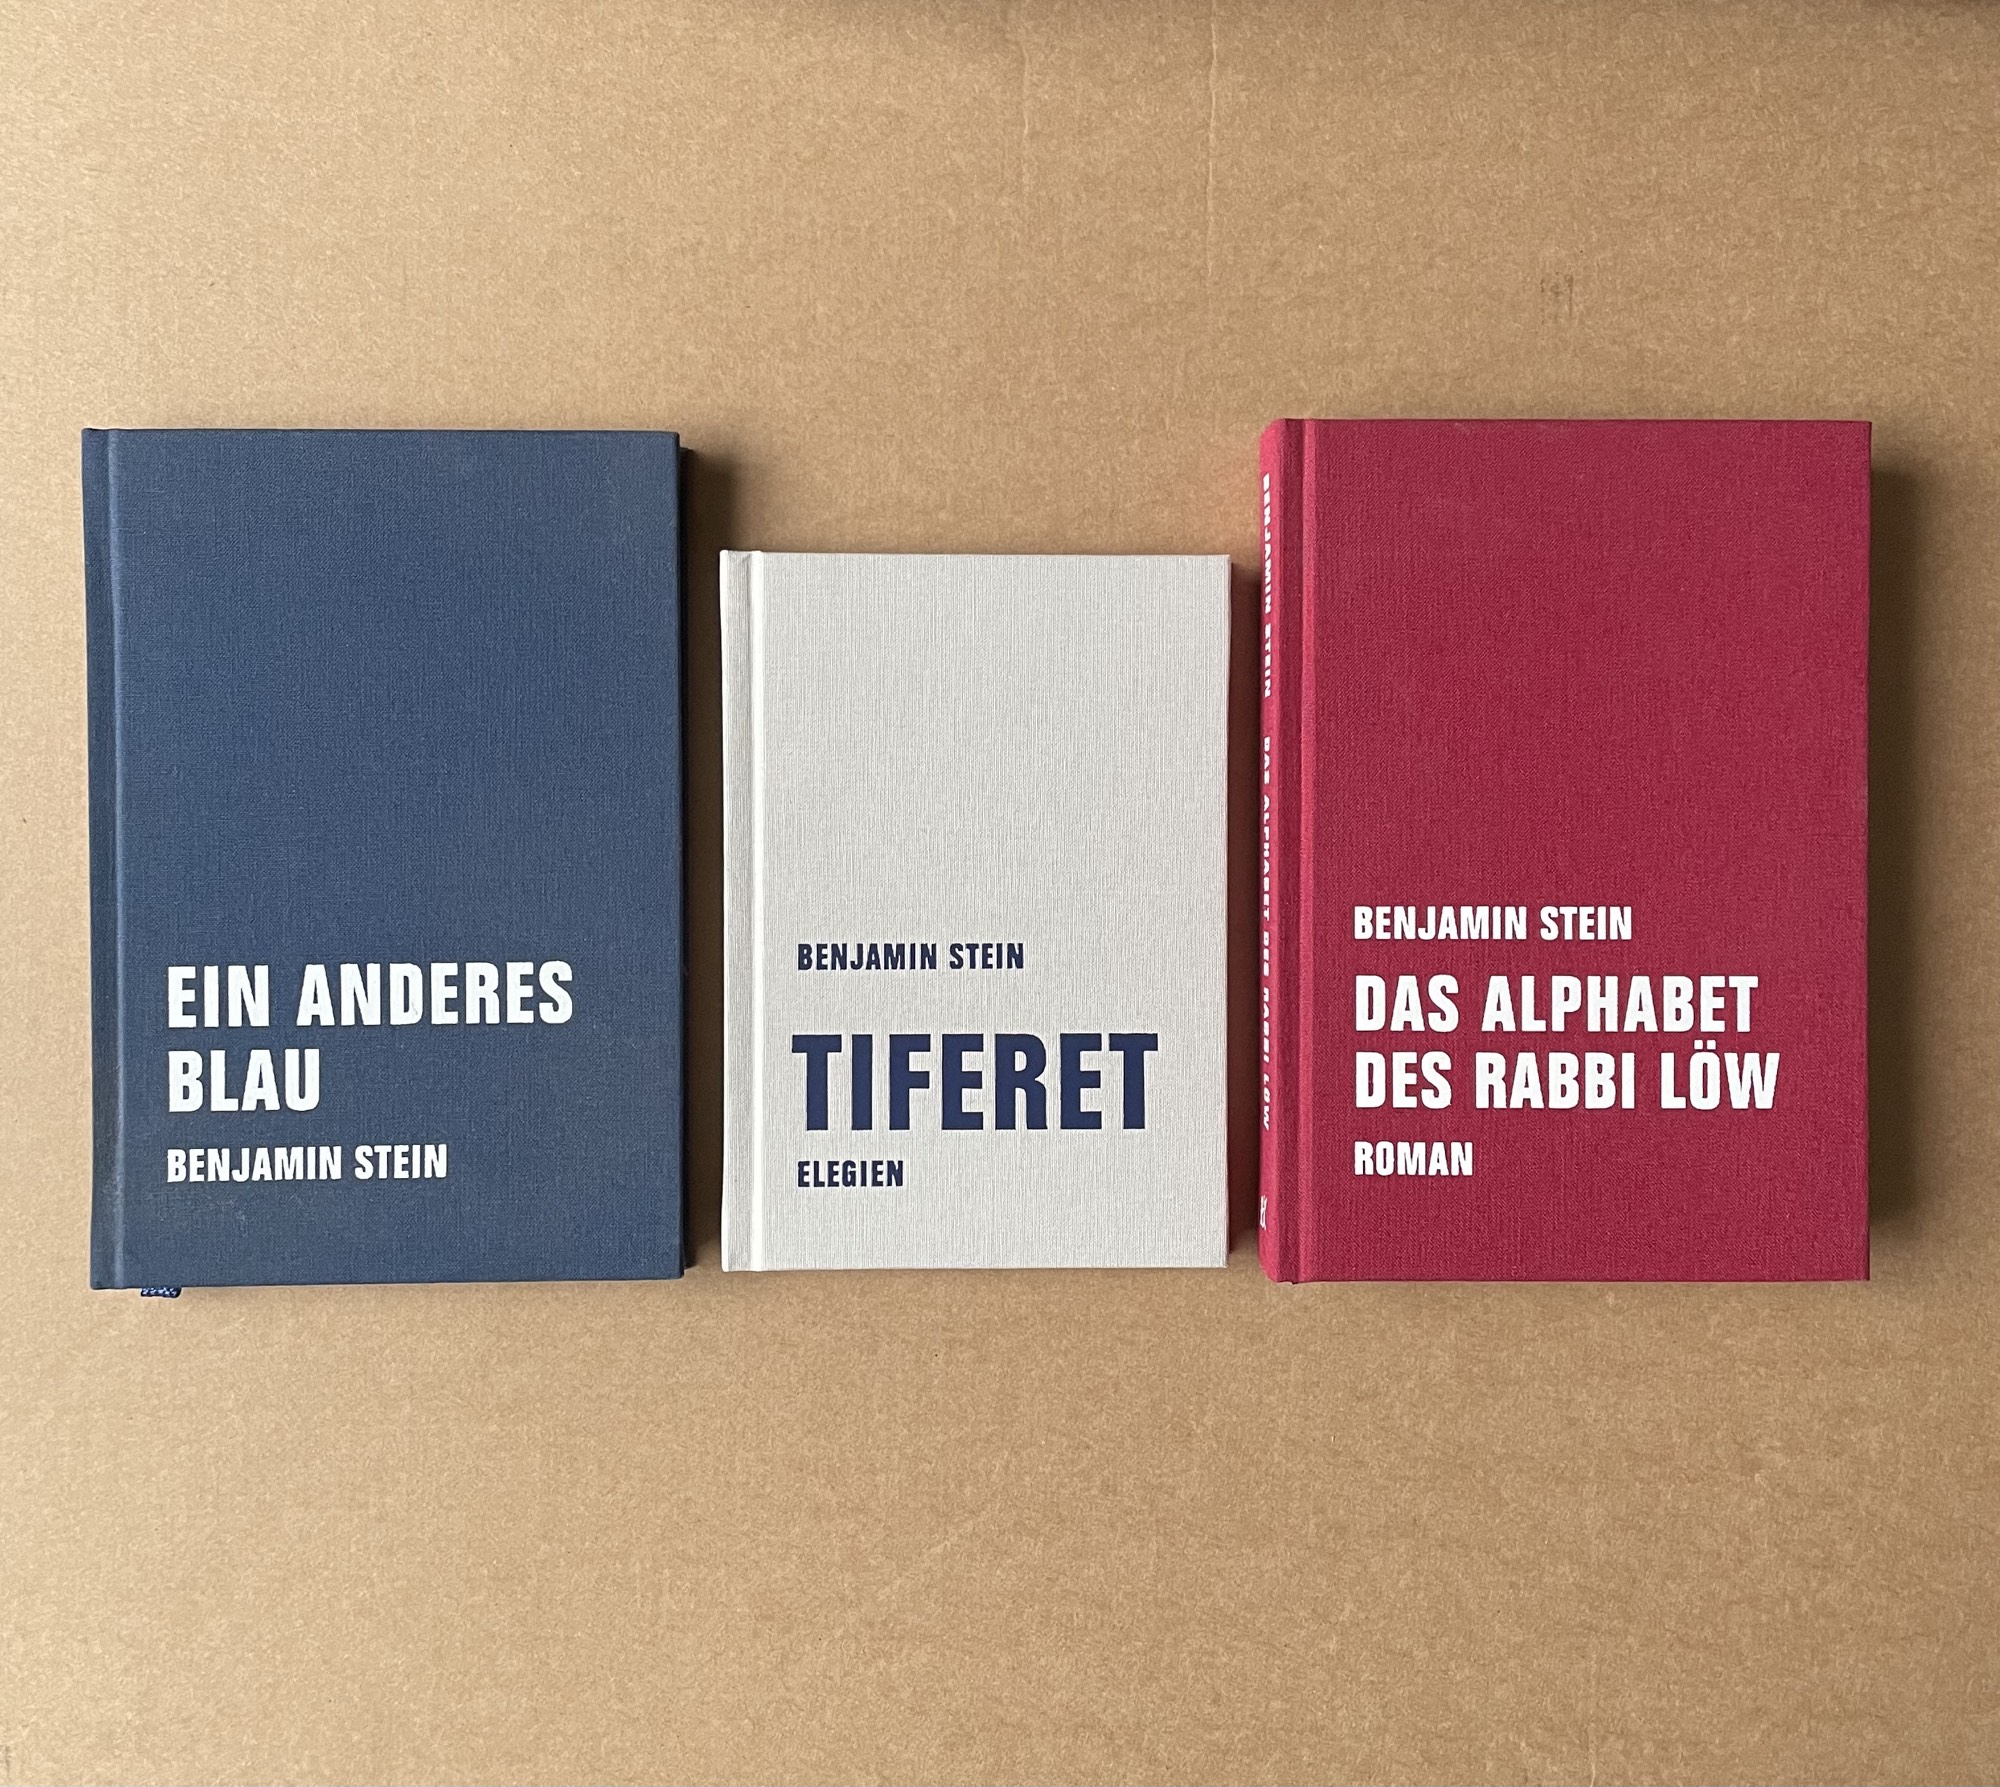 EIN ANDERES
BLAU
BENJAMIN STEIN
BENJAMIN STEIN
TIFERET
ELEGIEN
BENJAMIN STEIN DAS ALPHABET DES RABBI LÖW
BENJAMIN STEIN
DAS ALPHABET
DES RABBI LÖW
ROMAN